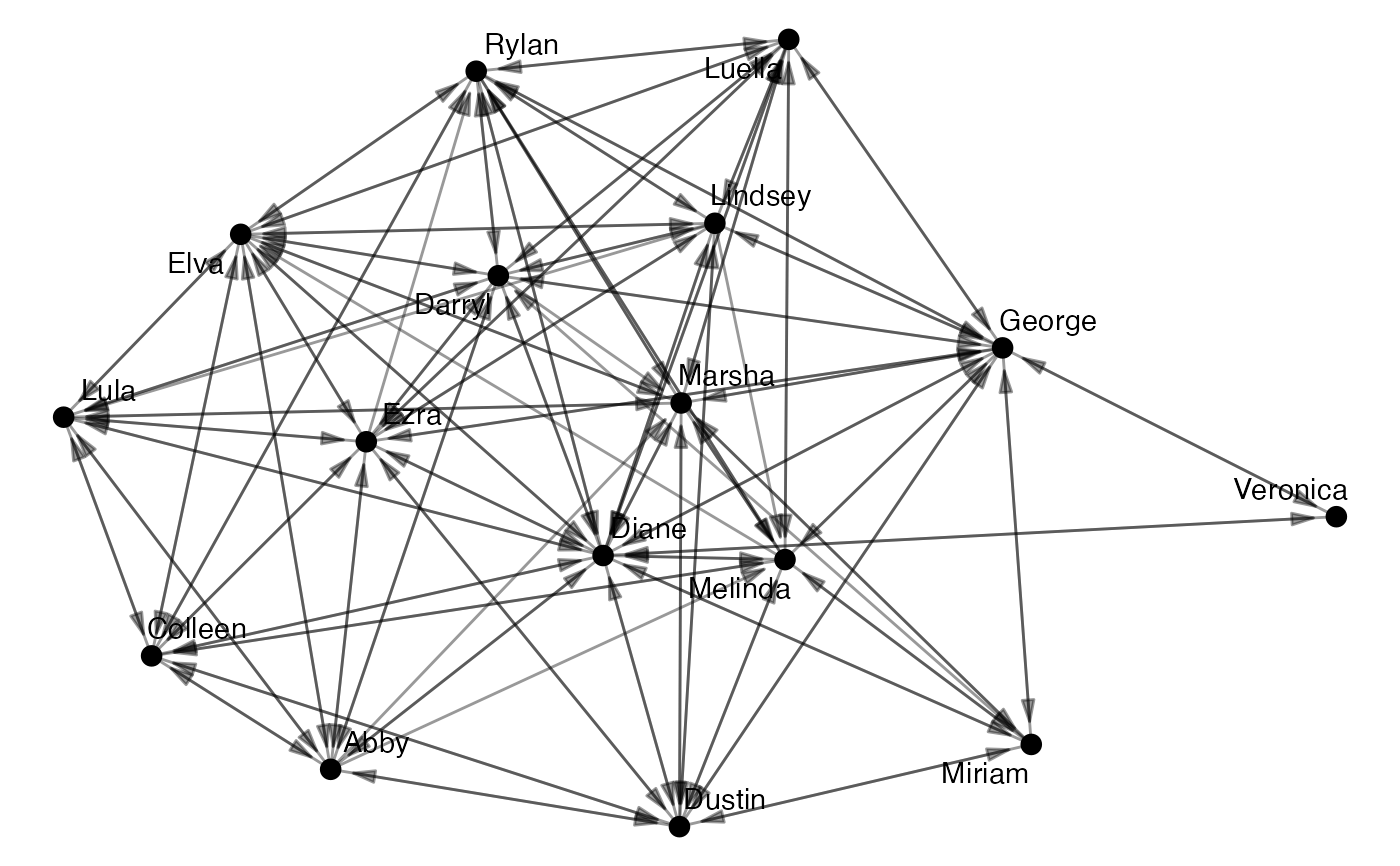 Rylan
Luella
Lindsey
Elva
Darryl
George
Marsha
Lula
Ezra
Veronica
Diane
Melinda
Colleen
Abby
Miriam
Dustin